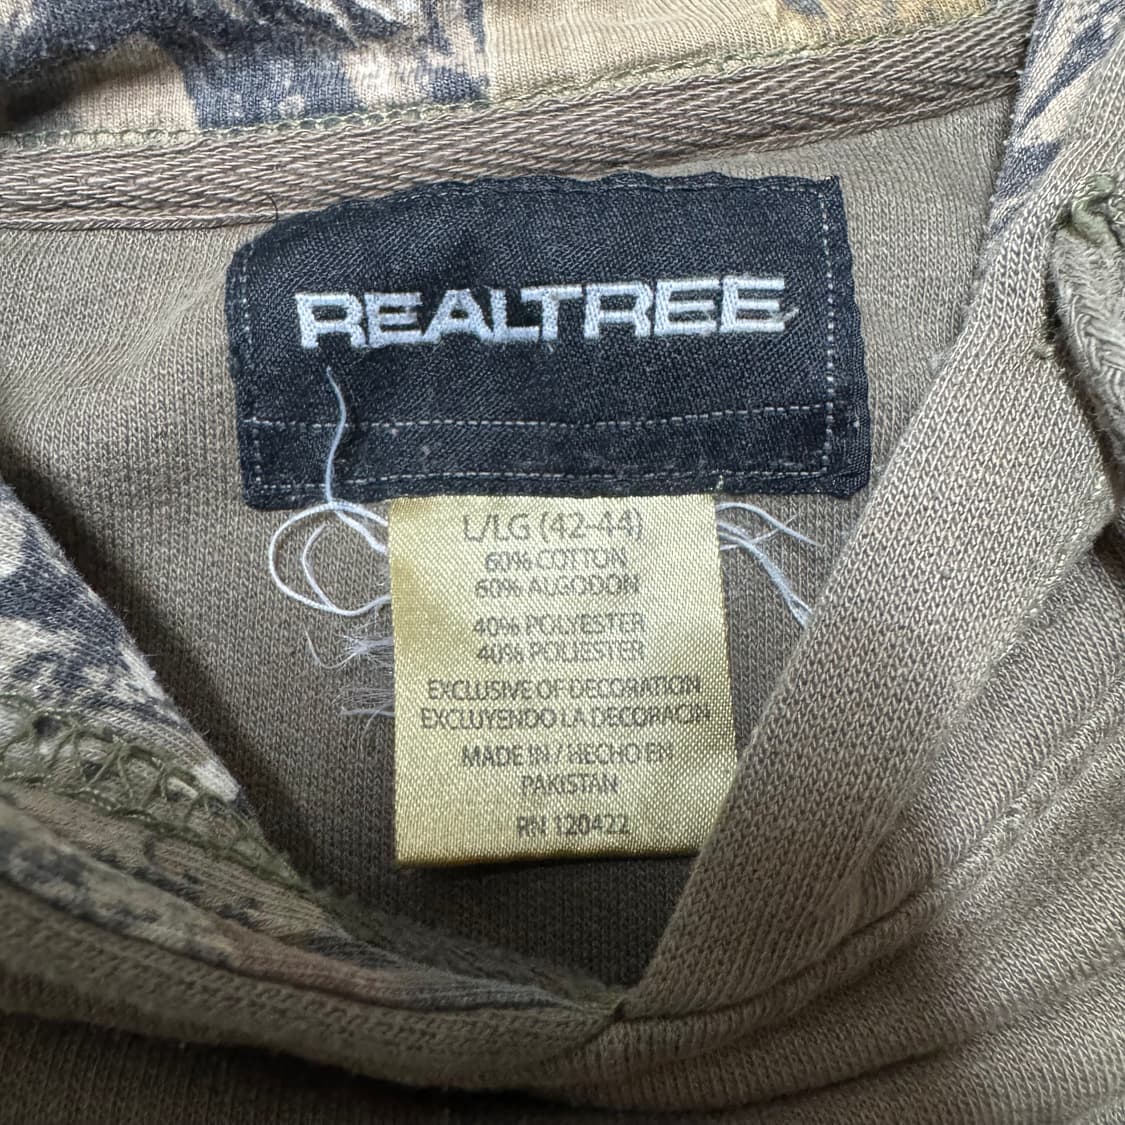 REALTREE
L/LG (42-44)
60% COTTON
60% ALGODON
40% POLYESTER
40% POLIESTER
EXCLUSIVE OF DECORATION
EXCLUYENDO LA DECORACIN
MADE IN / HECHO EN
PAKISTAN
RN 120422